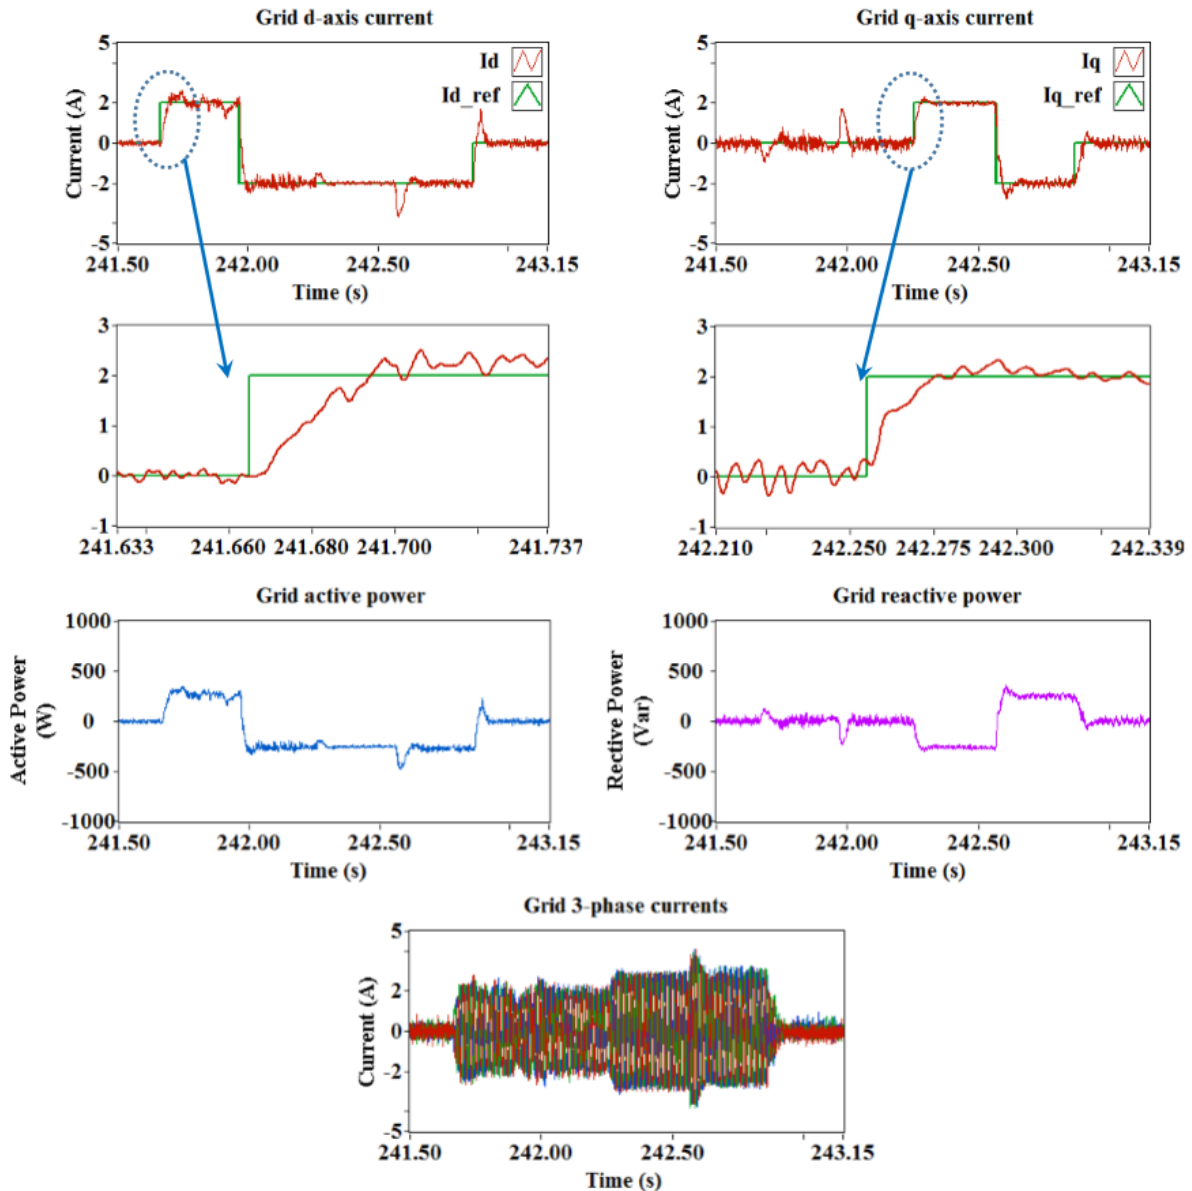 Grid d-axis current
Current (A)
5
2
0
-2
-5
Id
Id_ref
241.50 242.00 242.50 243.15
Time (s)
Grid q-axis current
Current (A)
5
2
0
-2
-5
Iq
Iq_ref
241.50 242.00 242.50 243.15
Time (s)
3
2
1
0
-1
241.633 241.660 241.680 241.700 241.737
3
2
1
0
-1
242.210 242.250 242.275 242.300 242.339
Grid active power
Active Power
(W)
1000
500
0
-500
-1000
241.50 242.00 242.50 243.15
Time (s)
Grid reactive power
Rective Power
(Var)
1000
500
0
-500
-1000
241.50 242.00 242.50 243.15
Time (s)
Grid 3-phase currents
Current (A)
5
2
0
-2
-5
241.50 242.00 242.50 243.15
Time (s)